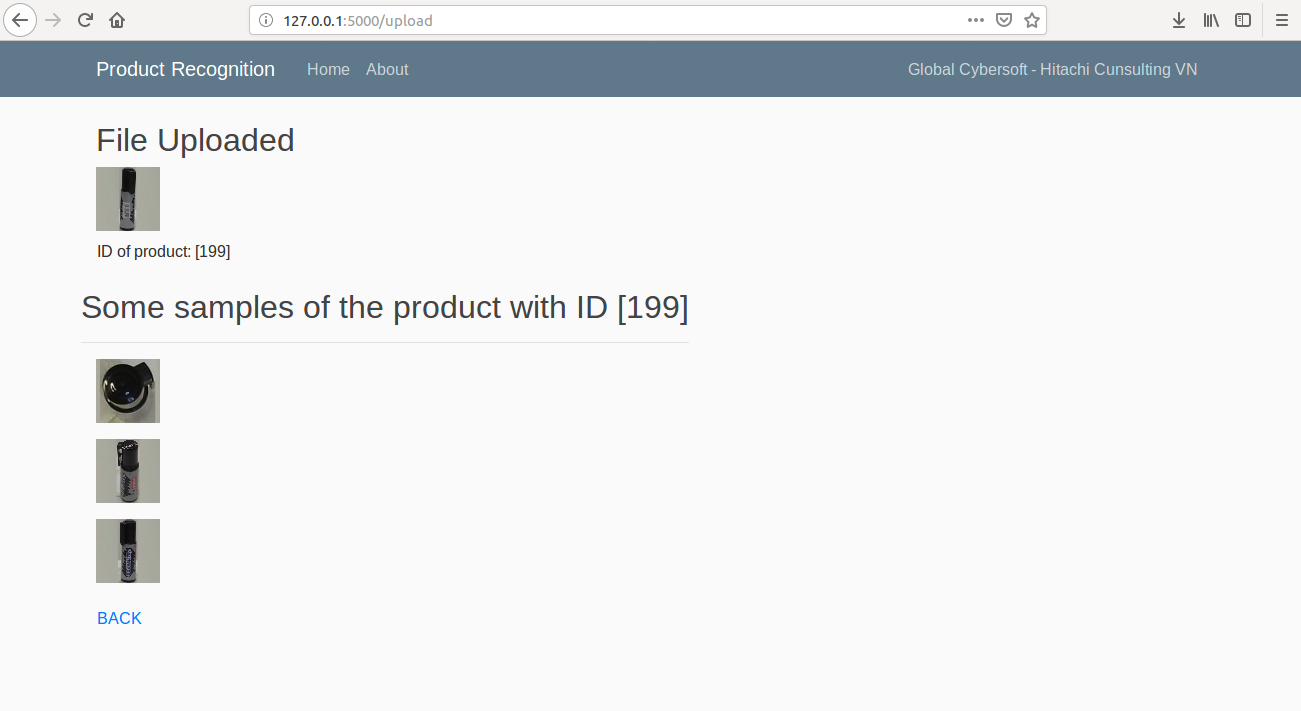 127.0.0.1:5000/upload
Product Recognition Home About Global Cybersoft - Hitachi Cunsulting VN
File Uploaded
ID of product: [199]
Some samples of the product with ID [199]
BACK